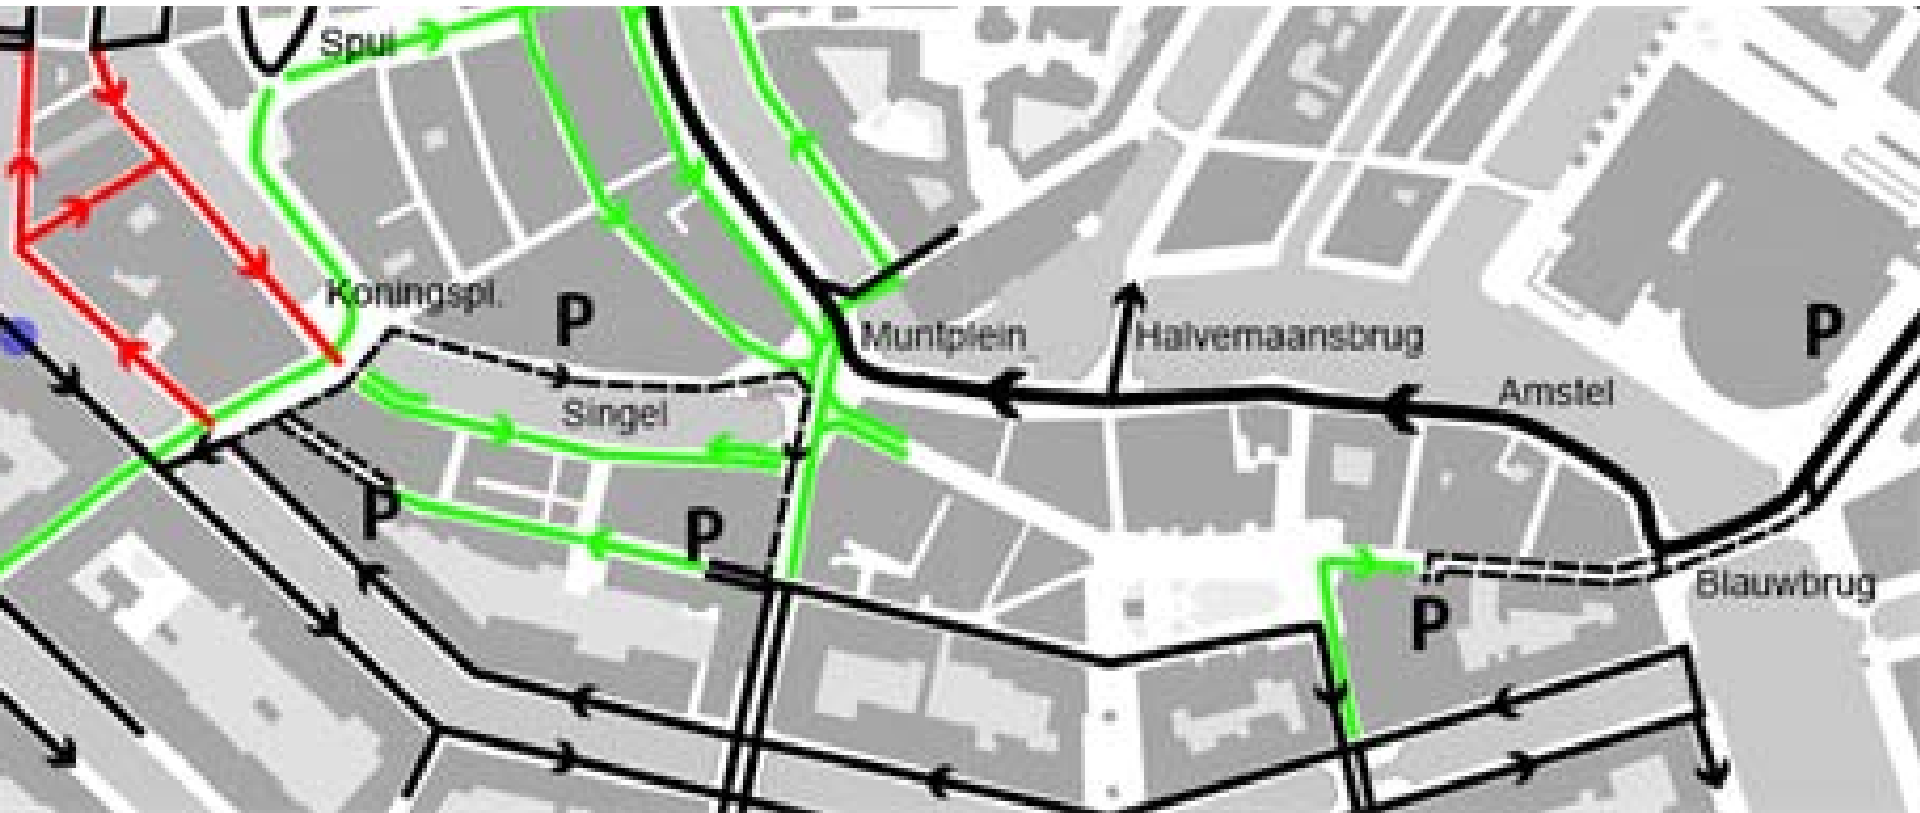 Spui
Koningspl.
P
Muntplein
Halvemaansbrug
P
Amstel
Singel
P
P
Blauwbrug
P